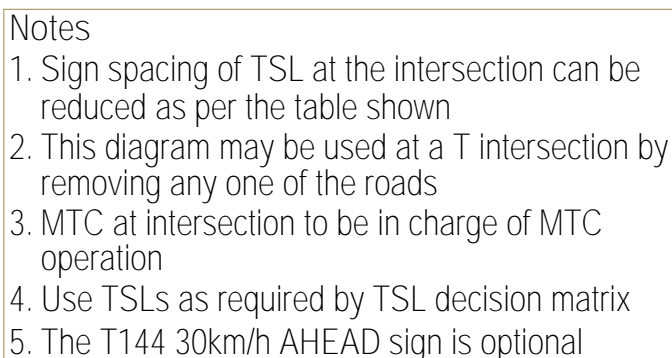 Notes
1. Sign spacing of TSL at the intersection can be
reduced as per the table shown
2. This diagram may be used at a T intersection by
removing any one of the roads
3. MTC at intersection to be in charge of MTC
operation
4. Use TSLs as required by TSL decision matrix
5. The T144 30km/h AHEAD sign is optional